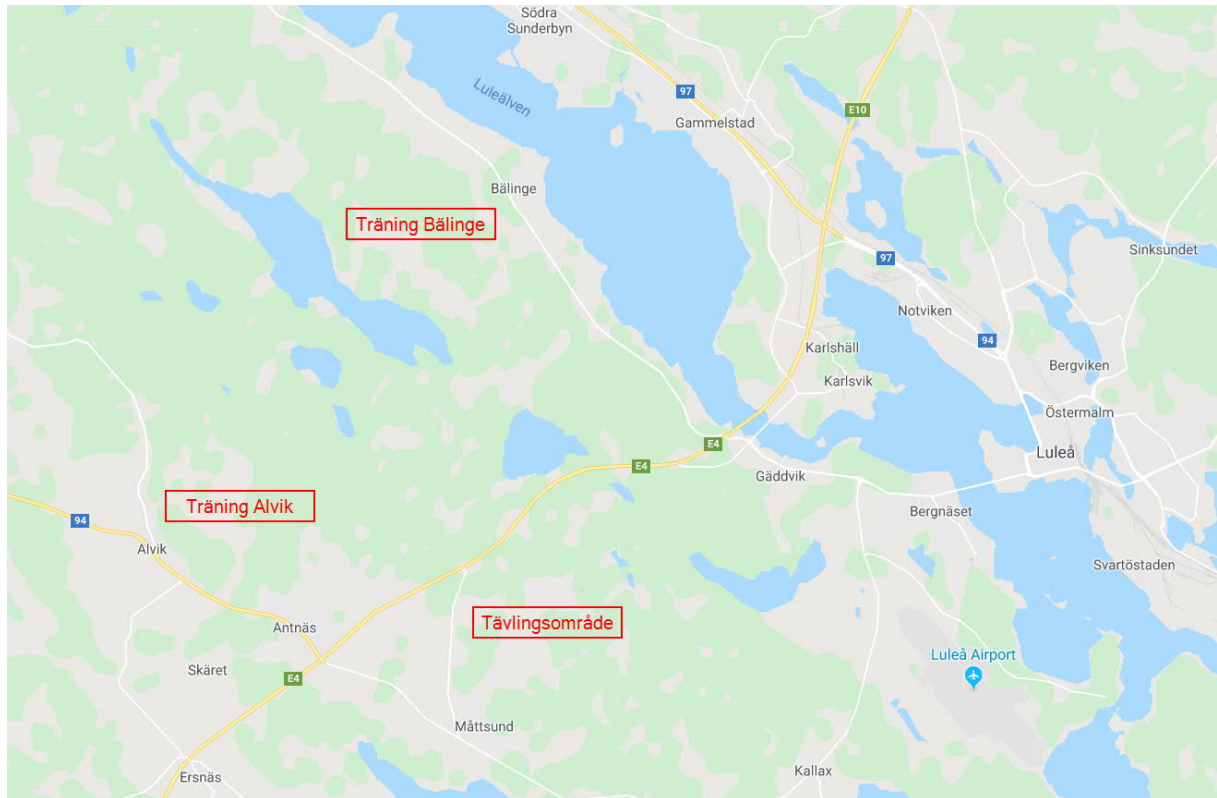 Södra
Sunderbyn
Luleälven
97
Gammelstad
E10
Bälinge
Träning Bälinge
Sinksundet
97
Notviken
94
Karlshäll
Bergviken
Karlsvik
Östermalm
E4
Luleå
E4
Gäddvik
Träning Alvik
94
Bergnäset
Alvik
Svartöstaden
Tävlingsområde
Antnäs
Luleå Airport
Skäret
E4
Måttsund
Kallax
Ersnäs